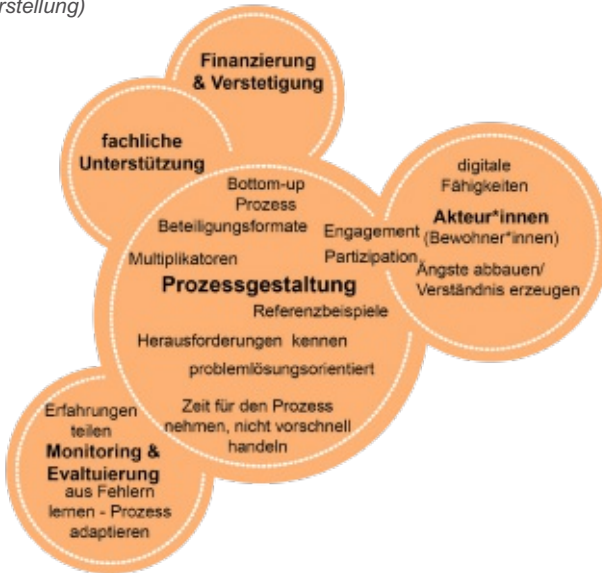 rstellung)
Finanzierung
& Verstetigung
fachliche
Unterstützung
Bottom-up
Prozess
Beteiligungsformate
Multiplikatoren
Engagement
Partizipation
Prozessgestaltung
Referenzbeispiele
Herausforderungen kennen
problemlösungsorientiert
Zeit für den Prozess
nehmen, nicht vorschnell
handeln
digitale
Fähigkeiten
Akteur*innen
(Bewohner*innen)
Ängste abbauen/
Verständnis erzeugen
Erfahrungen
teilen
Monitoring &
Evaltuierung
aus Fehlern
lernen - Prozess
adaptieren